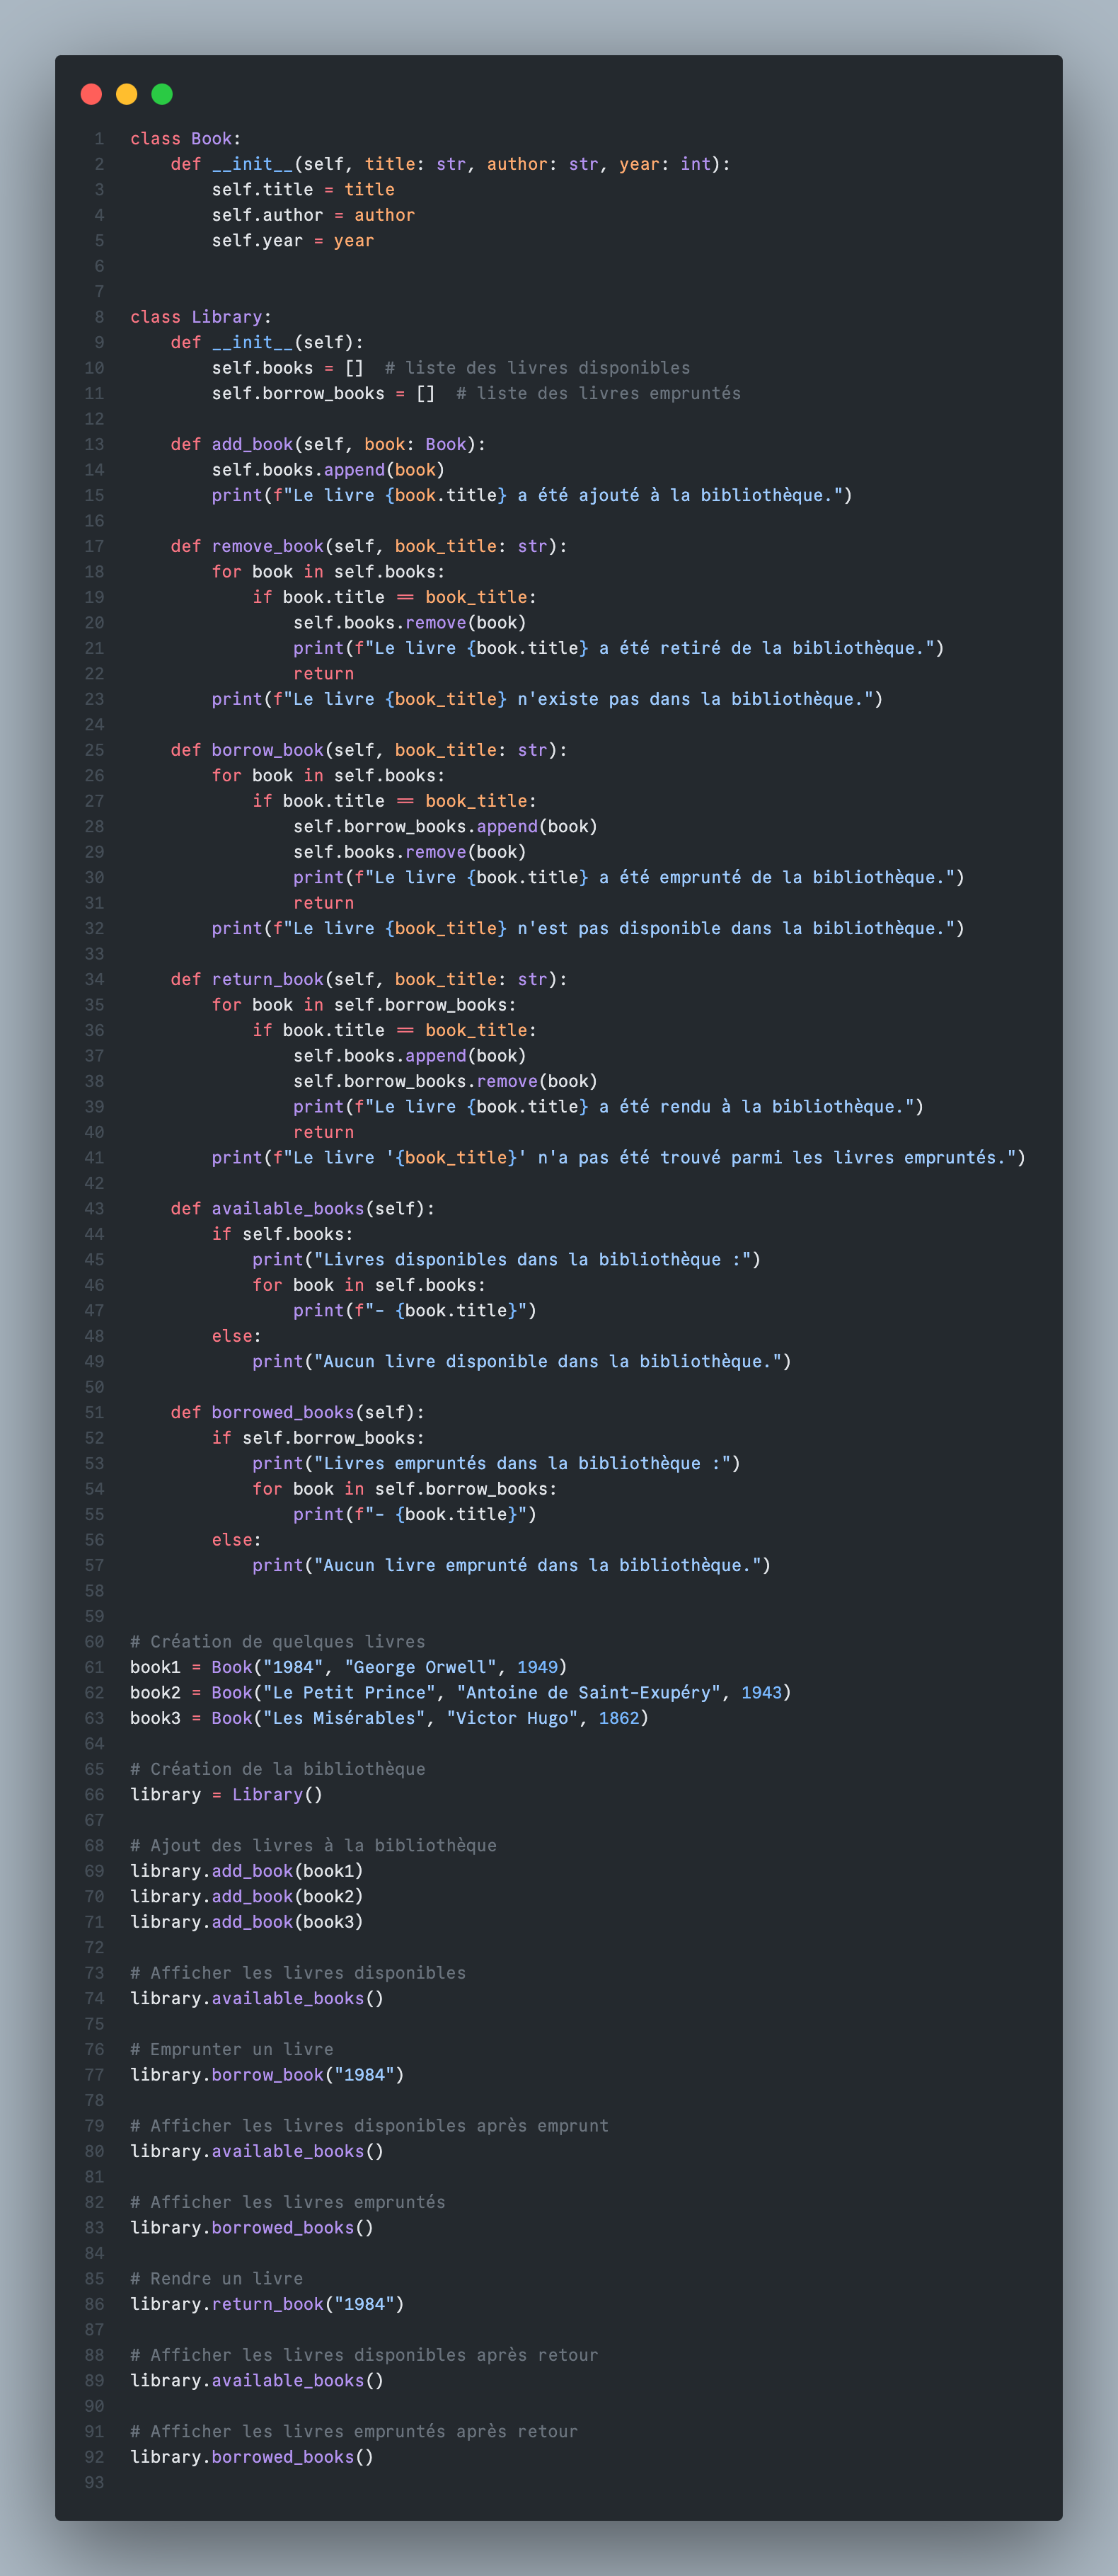 1 class Book:
2     def __init__(self, title: str, author: str, year: int):
3         self.title = title
4         self.author = author
5         self.year = year
6
7
8 class Library:
9     def __init__(self):
10         self.books = []  # liste des livres disponibles
11         self.borrow_books = []  # liste des livres empruntés
12
13     def add_book(self, book: Book):
14         self.books.append(book)
15         print(f"Le livre {book.title} a été ajouté à la bibliothèque.")
16
17     def remove_book(self, book_title: str):
18         for book in self.books:
19             if book.title == book_title:
20                 self.books.remove(book)
21                 print(f"Le livre {book.title} a été retiré de la bibliothèque.")
22                 return
23         print(f"Le livre {book_title} n'existe pas dans la bibliothèque.")
24
25     def borrow_book(self, book_title: str):
26         for book in self.books:
27             if book.title == book_title:
28                 self.borrow_books.append(book)
29                 self.books.remove(book)
30                 print(f"Le livre {book.title} a été emprunté de la bibliothèque.")
31                 return
32         print(f"Le livre {book_title} n'est pas disponible dans la bibliothèque.")
33
34     def return_book(self, book_title: str):
35         for book in self.borrow_books:
36             if book.title == book_title:
37                 self.books.append(book)
38                 self.borrow_books.remove(book)
39                 print(f"Le livre {book.title} a été rendu à la bibliothèque.")
40                 return
41         print(f"Le livre '{book_title}' n'a pas été trouvé parmi les livres empruntés.")
42
43     def available_books(self):
44         if self.books:
45             print("Livres disponibles dans la bibliothèque :")
46             for book in self.books:
47                 print(f"- {book.title}")
48         else:
49             print("Aucun livre disponible dans la bibliothèque.")
50
51     def borrowed_books(self):
52         if self.borrow_books:
53             print("Livres empruntés dans la bibliothèque :")
54             for book in self.borrow_books:
55                 print(f"- {book.title}")
56         else:
57             print("Aucun livre emprunté dans la bibliothèque.")
58
59
60 # Création de quelques livres
61 book1 = Book("1984", "George Orwell", 1949)
62 book2 = Book("Le Petit Prince", "Antoine de Saint-Exupéry", 1943)
63 book3 = Book("Les Misérables", "Victor Hugo", 1862)
64
65 # Création de la bibliothèque
66 library = Library()
67
68 # Ajout des livres à la bibliothèque
69 library.add_book(book1)
70 library.add_book(book2)
71 library.add_book(book3)
72
73 # Afficher les livres disponibles
74 library.available_books()
75
76 # Emprunter un livre
77 library.borrow_book("1984")
78
79 # Afficher les livres disponibles après emprunt
80 library.available_books()
81
82 # Afficher les livres empruntés
83 library.borrowed_books()
84
85 # Rendre un livre
86 library.return_book("1984")
87
88 # Afficher les livres disponibles après retour
89 library.available_books()
90
91 # Afficher les livres empruntés après retour
92 library.borrowed_books()
93